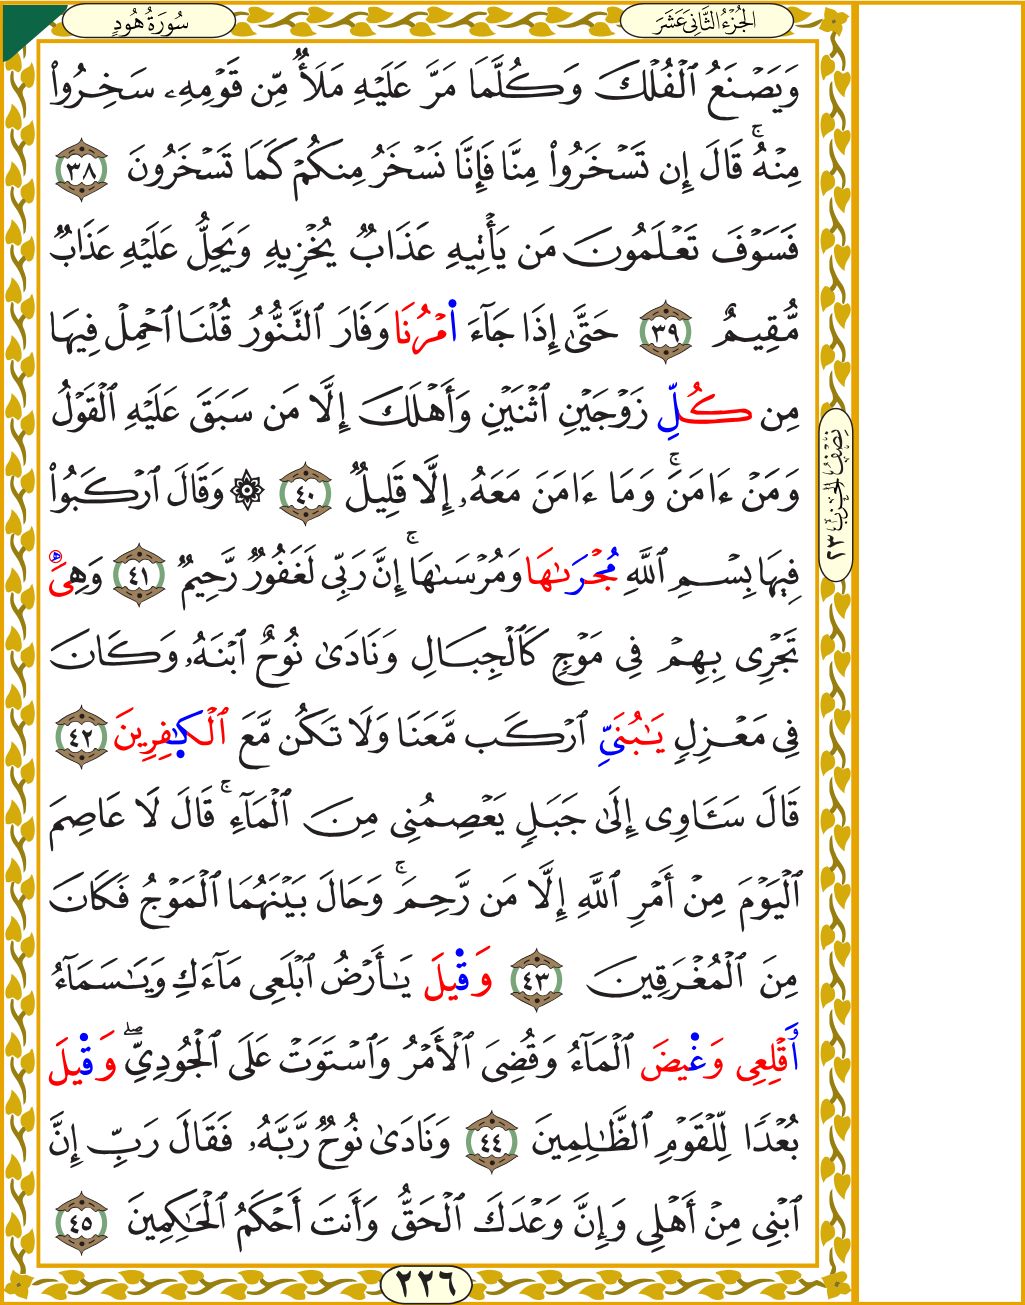 سُورَةُ هُودٍ
الجُزْءُ الثَّانِى عَشَرَ
وَيَصْنَعُ ٱلْفُلْكَ وَكُلَّمَا مَرَّ عَلَيْهِ مَلَأٌ مِّن قَوْمِهِۦ سَخِرُوا۟
مِنْهُ ۚ قَالَ إِن تَسْخَرُوا۟ مِنَّا فَإِنَّا نَسْخَرُ مِنكُمْ كَمَا تَسْخَرُونَ ٣٨
فَسَوْفَ تَعْلَمُونَ مَن يَأْتِيهِ عَذَابٌ يُخْزِيهِ وَيَحِلُّ عَلَيْهِ عَذَابٌ
مُّقِيمٌ ٣٩ حَتَّىٰٓ إِذَا جَآءَ ا۬مْرُنَا وَفَارَ ٱلتَّنُّورُ قُلْنَا ٱحْمِلْ فِيهَا
مِن كُلِّ زَوْجَيْنِ ٱثْنَيْنِ وَأَهْلَكَ إِلَّا مَن سَبَقَ عَلَيْهِ ٱلْقَوْلُ
وَمَنْ ءَامَنَ ۚ وَمَآ ءَامَنَ مَعَهُۥٓ إِلَّا قَلِيلٌ ٤٠ ۞ وَقَالَ ٱرْكَبُوا۟
فِيهَا بِسْمِ ٱللَّهِ مُجْرَىٰهَا وَمُرْسَىٰهَآ ۚ إِنَّ رَبِّى لَغَفُورٌ رَّحِيمٌ ٤١ وَهِىَ
تَجْرِى بِهِمْ فِى مَوْجٍ كَٱلْجِبَالِ وَنَادَىٰ نُوحٌ ٱبْنَهُۥ وَكَانَ
فِى مَعْزِلٍ يَٰبُنَىِّ ٱرْكَب مَّعَنَا وَلَا تَكُن مَّعَ ٱلْكَٰفِرِينَ ٤٢
قَالَ سَـَٔاوِىٓ إِلَىٰ جَبَلٍ يَعْصِمُنِى مِنَ ٱلْمَآءِ ۚ قَالَ لَا عَاصِمَ
ٱلْيَوْمَ مِنْ أَمْرِ ٱللَّهِ إِلَّا مَن رَّحِمَ ۚ وَحَالَ بَيْنَهُمَا ٱلْمَوْجُ فَكَانَ
مِنَ ٱلْمُغْرَقِينَ ٤٣ وَقِيلَ يَٰٓأَرْضُ ٱبْلَعِى مَآءَكِ وَيَٰسَمَآءُ
أَقْلِعِى وَغِيضَ ٱلْمَآءُ وَقُضِىَ ٱلْأَمْرُ وَٱسْتَوَتْ عَلَى ٱلْجُودِىِّ ۖ وَقِيلَ
بُعْدًا لِّلْقَوْمِ ٱلظَّٰلِمِينَ ٤٤ وَنَادَىٰ نُوحٌ رَّبَّهُۥ فَقَالَ رَبِّ إِنَّ
ٱبْنِى مِنْ أَهْلِى وَإِنَّ وَعْدَكَ ٱلْحَقُّ وَأَنتَ أَحْكَمُ ٱلْحَٰكِمِينَ ٤٥
نِصْفُ الحِزْبِ ٢٣
٢٢٦